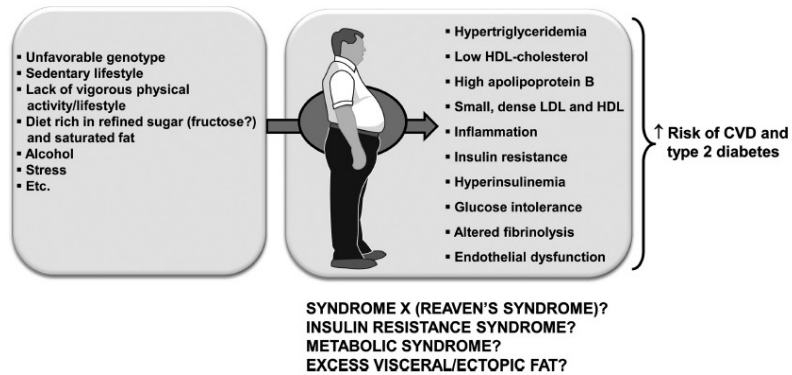 ▪ Unfavorable genotype
▪ Sedentary lifestyle
▪ Lack of vigorous physical
activity/lifestyle
▪ Diet rich in refined sugar (fructose?)
and saturated fat
▪ Alcohol
▪ Stress
▪ Etc.
▪ Hypertriglyceridemia
▪ Low HDL-cholesterol
▪ High apolipoprotein B
▪ Small, dense LDL and HDL
▪ Inflammation
▪ Insulin resistance
▪ Hyperinsulinemia
▪ Glucose intolerance
▪ Altered fibrinolysis
▪ Endothelial dysfunction
↑ Risk of CVD and
type 2 diabetes
SYNDROME X (REAVEN'S SYNDROME)?
INSULIN RESISTANCE SYNDROME?
METABOLIC SYNDROME?
EXCESS VISCERAL/ECTOPIC FAT?